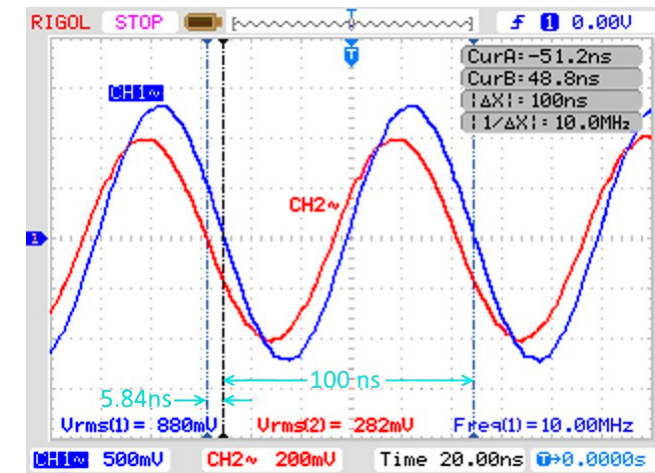 RIGOL STOP T f 1 0.00V
CurA:-51.2ns
CurB:48.8ns
|ΔX|:100ns
|1/ΔX|:10.0MHz
T
CH1~
CH2~
1
100 ns
5.84ns
Vrms(1)= 880mV Vrms(2)= 282mV Freq(1)=10.00MHz
CH1~ 500mV CH2~ 200mV Time 20.00ns T→0.0000s